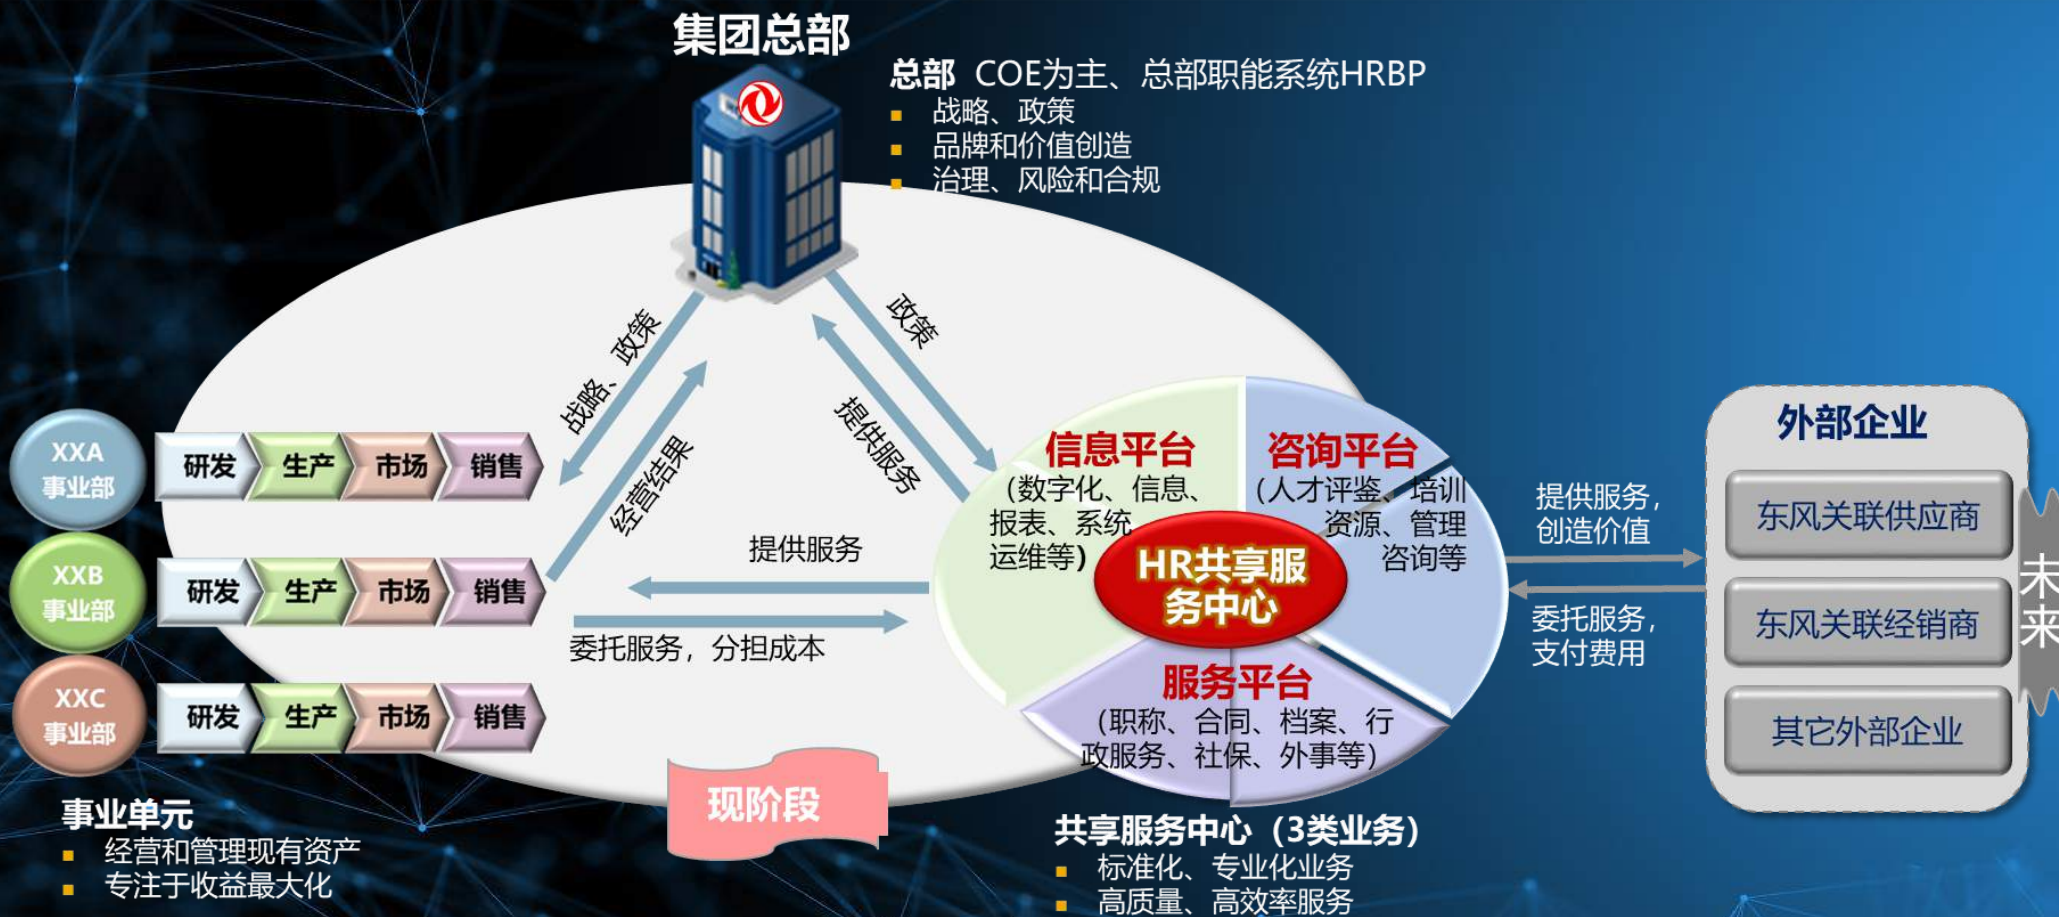 集团总部
总部 COE为主、总部职能系统HRBP
战略、政策
品牌和价值创造
治理、风险和合规
战略、政策
经营结果
政策
提供服务
XXA
事业部
研发 生产 市场 销售
XXB
事业部
研发 生产 市场 销售
XXC
事业部
研发 生产 市场 销售
提供服务
委托服务，分担成本
信息平台
（数字化、信息、
报表、系统
运维等）
咨询平台
（人才评鉴、培训
资源、管理
咨询等
HR共享服
务中心
服务平台
（职称、合同、档案、行
政服务、社保、外事等）
提供服务，
创造价值
委托服务，
支付费用
外部企业
东风关联供应商
东风关联经销商
其它外部企业
未
来
现阶段
事业单元
经营和管理现有资产
专注于收益最大化
共享服务中心（3类业务）
标准化、专业化业务
高质量、高效率服务